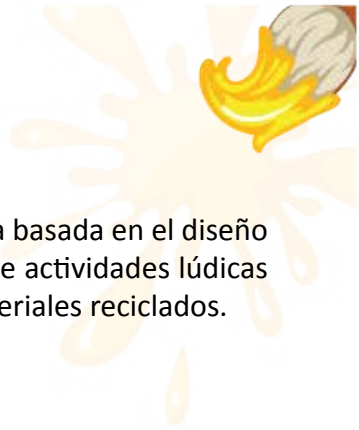 a basada en el diseño
e actividades lúdicas
eriales reciclados.